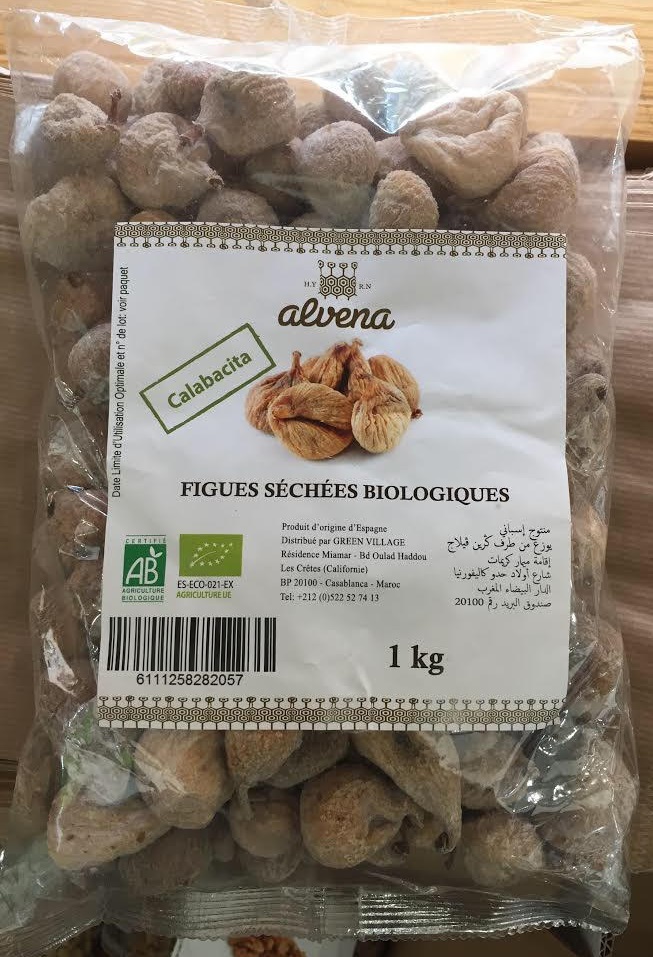 H.Y R.N
alvena
Calabacita
Date Limite d'Utilisation Optimale et n° de lot: voir paquet
FIGUES SÉCHÉES BIOLOGIQUES
Produit d'origine d'Espagne
Distribué par GREEN VILLAGE
Résidence Miamar - Bd Oulad Haddou
Les Crêtes (Californie)
BP 20100 - Casablanca - Maroc
Tel: +212 (0)522 52 74 13
منتوج إسباني
يوزع من طرف كرين ڤيلاج
إقامة ميمار كريمات
شارع أولاد حدو كاليفورنيا
الدار البيضاء المغرب
صندوق البريد رقم 20100
CERTIFIÉ
AB
AGRICULTURE
BIOLOGIQUE
ES-ECO-021-EX
AGRICULTURE UE
6111258282057
1 kg